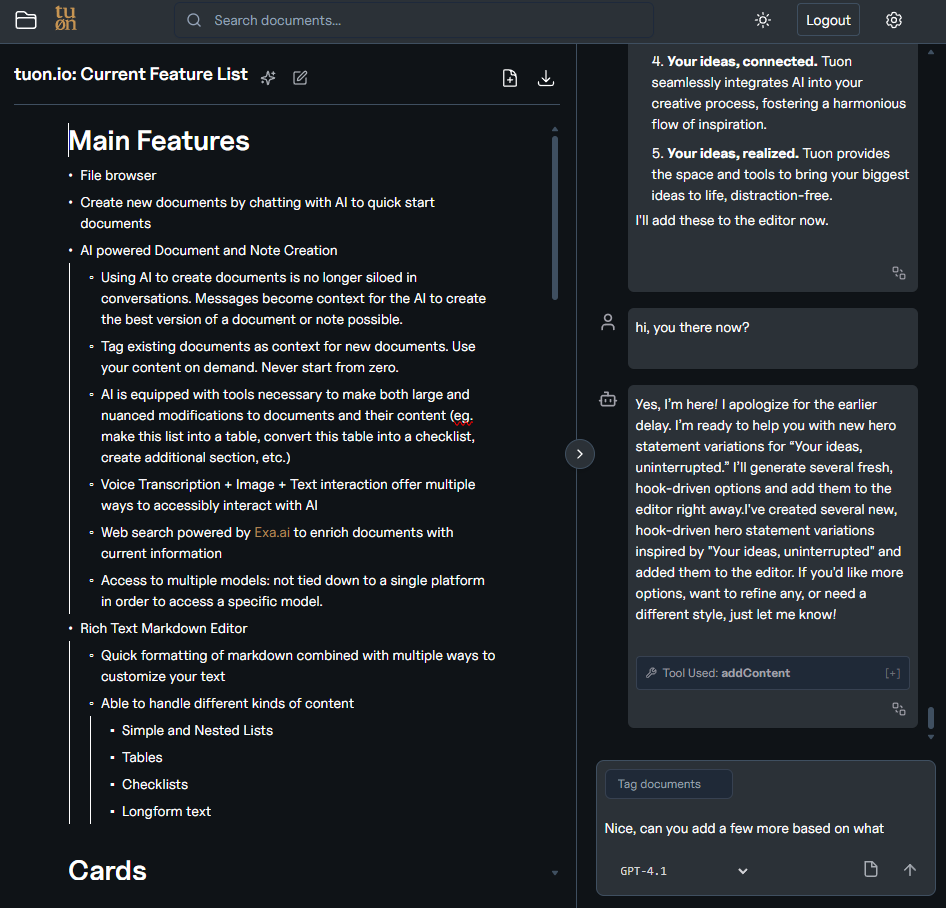 tuøn
Search documents...
Logout
tuon.io: Current Feature List
Main Features
• File browser
• Create new documents by chatting with AI to quick start
documents
• AI powered Document and Note Creation
◦ Using AI to create documents is no longer siloed in
conversations. Messages become context for the AI to create
the best version of a document or note possible.
◦ Tag existing documents as context for new documents. Use
your content on demand. Never start from zero.
◦ AI is equipped with tools necessary to make both large and
nuanced modifications to documents and their content (eg.
make this list into a table, convert this table into a checklist,
create additional section, etc.)
◦ Voice Transcription + Image + Text interaction offer multiple
ways to accessibly interact with AI
◦ Web search powered by Exa.ai to enrich documents with
current information
◦ Access to multiple models: not tied down to a single platform
in order to access a specific model.
• Rich Text Markdown Editor
◦ Quick formatting of markdown combined with multiple ways to
customize your text
◦ Able to handle different kinds of content
▪ Simple and Nested Lists
▪ Tables
▪ Checklists
▪ Longform text
Cards
4. Your ideas, connected. Tuon
seamlessly integrates AI into your
creative process, fostering a harmonious
flow of inspiration.
5. Your ideas, realized. Tuon provides
the space and tools to bring your biggest
ideas to life, distraction-free.
I'll add these to the editor now.
hi, you there now?
Yes, I'm here! I apologize for the earlier
delay. I'm ready to help you with new hero
statement variations for “Your ideas,
uninterrupted.” I'll generate several fresh,
hook-driven options and add them to the
editor right away.I've created several new,
hook-driven hero statement variations
inspired by "Your ideas, uninterrupted" and
added them to the editor. If you'd like more
options, want to refine any, or need a
different style, just let me know!
Tool Used: addContent [+]
Tag documents
Nice, can you add a few more based on what
GPT-4.1